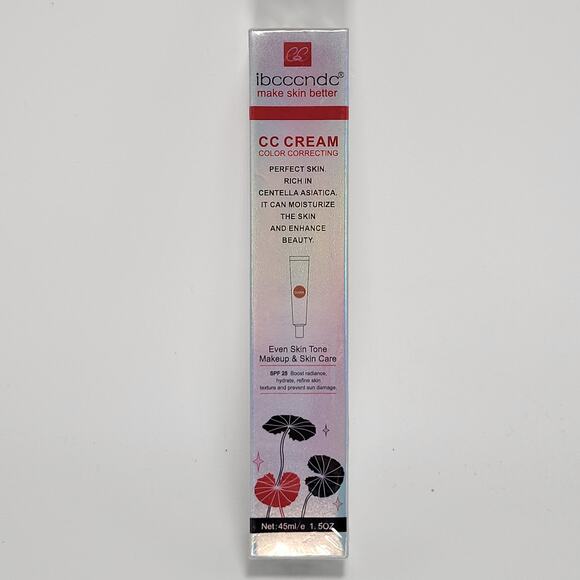 ibcccndc®
make skin better
CC CREAM
COLOR CORRECTING
PERFECT SKIN.
RICH IN
CENTELLA ASIATICA.
IT CAN MOISTURIZE
THE SKIN
AND ENHANCE
BEAUTY.
Even Skin Tone
Makeup & Skin Care
SPF 25 Boost radiance,
hydrate, refine skin
texture and prevent sun damage.
Net:45ml/e 1.5OZ